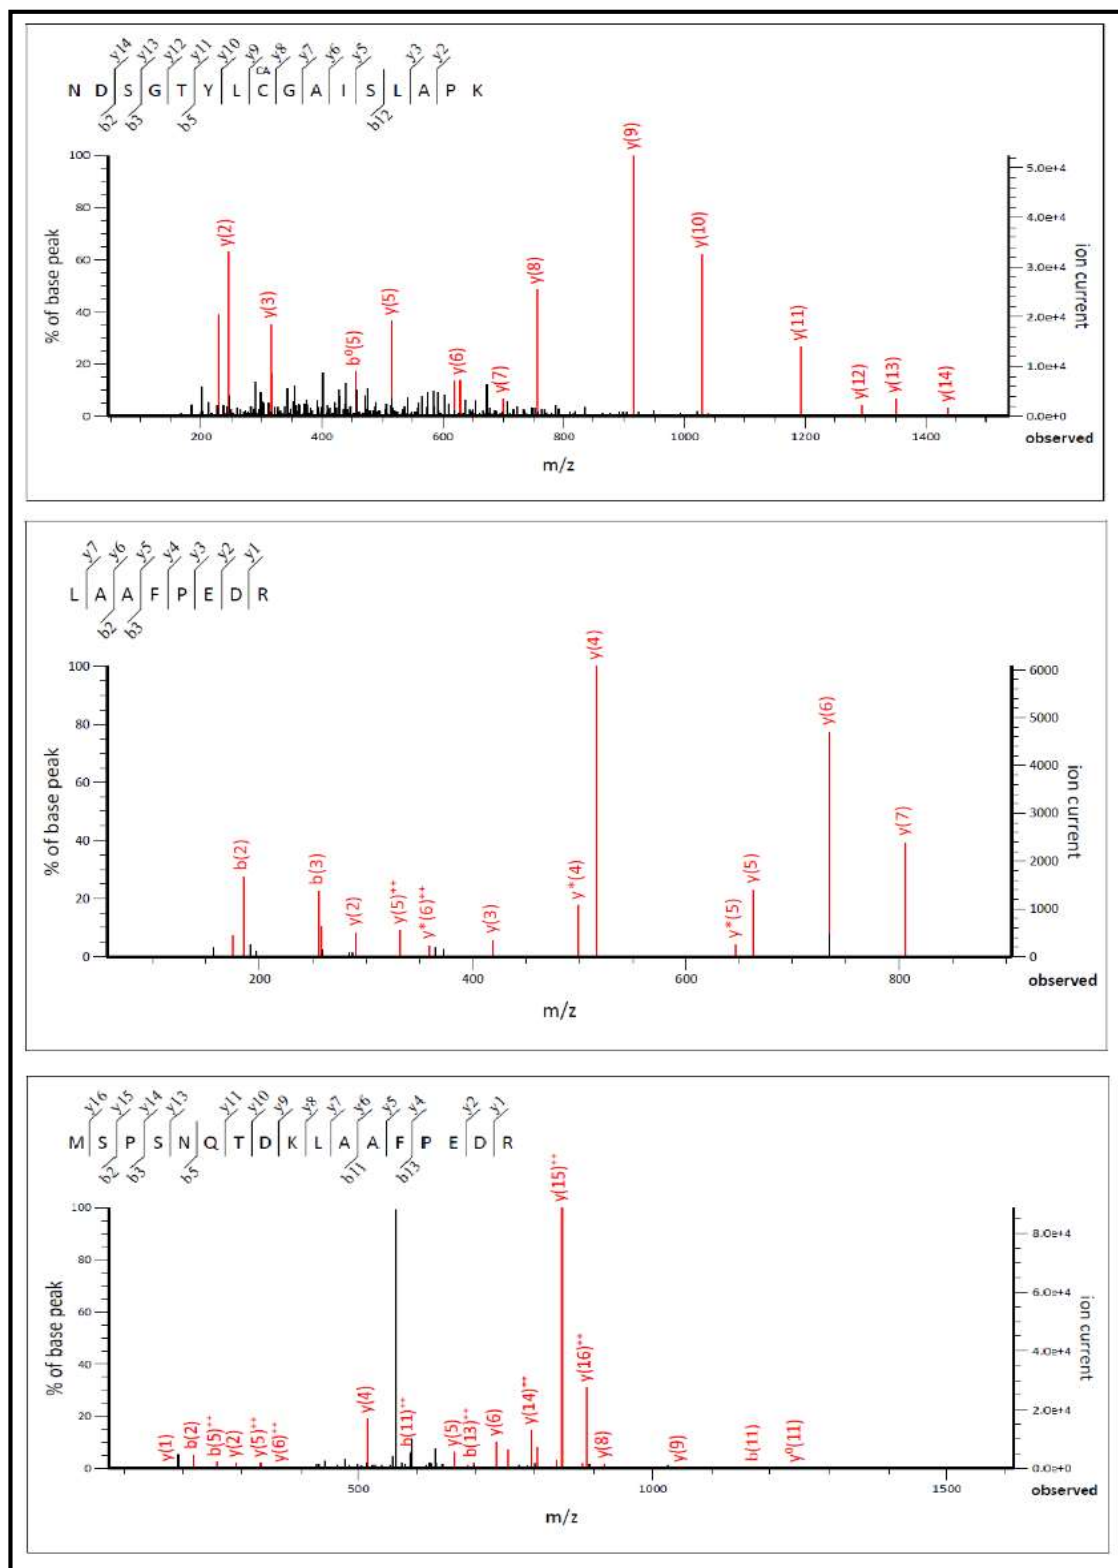 y14 y13 y12 y11 y10 y9 y8 y7 y6 y5 y3 y2
CA
N D S G T Y L C G A I S L A P K
b2 b3 b5 b12
100 80 60 40 20 0
% of base peak
y(2) y(3) b⁰(5) y(5) y(6) y(7) y(8) y(9) y(10) y(11) y(12) y(13) y(14)
5.0e+4 4.0e+4 3.0e+4 2.0e+4 1.0e+4 0.0e+0
ion current
200 400 600 800 1000 1200 1400 observed
m/z
y7 y6 y5 y4 y3 y2 y1
L A A F P E D R
b2 b3
100 80 60 40 20 0
% of base peak
b(2) b(3) y(2) y(5)⁺⁺ y*(6)⁺⁺ y(3) y*(4) y(4) y*(5) y(5) y(6) y(7)
6000 5000 4000 3000 2000 1000 0
ion current
200 400 600 800 observed
m/z
y16 y15 y14 y13 y11 y10 y9 y8 y7 y6 y5 y4 y2 y1
M S P S N Q T D K L A A F P E D R
b2 b3 b5 b11 b13
100 80 60 40 20 0
% of base peak
y(1) b(2) b(5)⁺⁺ y(2) y(5)⁺⁺ y(6)⁺⁺ y(4) b(11)⁺⁺ y(5) b(13)⁺⁺ y(6) y(14)⁺⁺ y(15)⁺⁺ y(16)⁺⁺ y(8) y(9) b(11) y⁰(11)
8.0e+4 6.0e+4 4.0e+4 2.0e+4 0.0e+0
ion current
500 1000 1500 observed
m/z